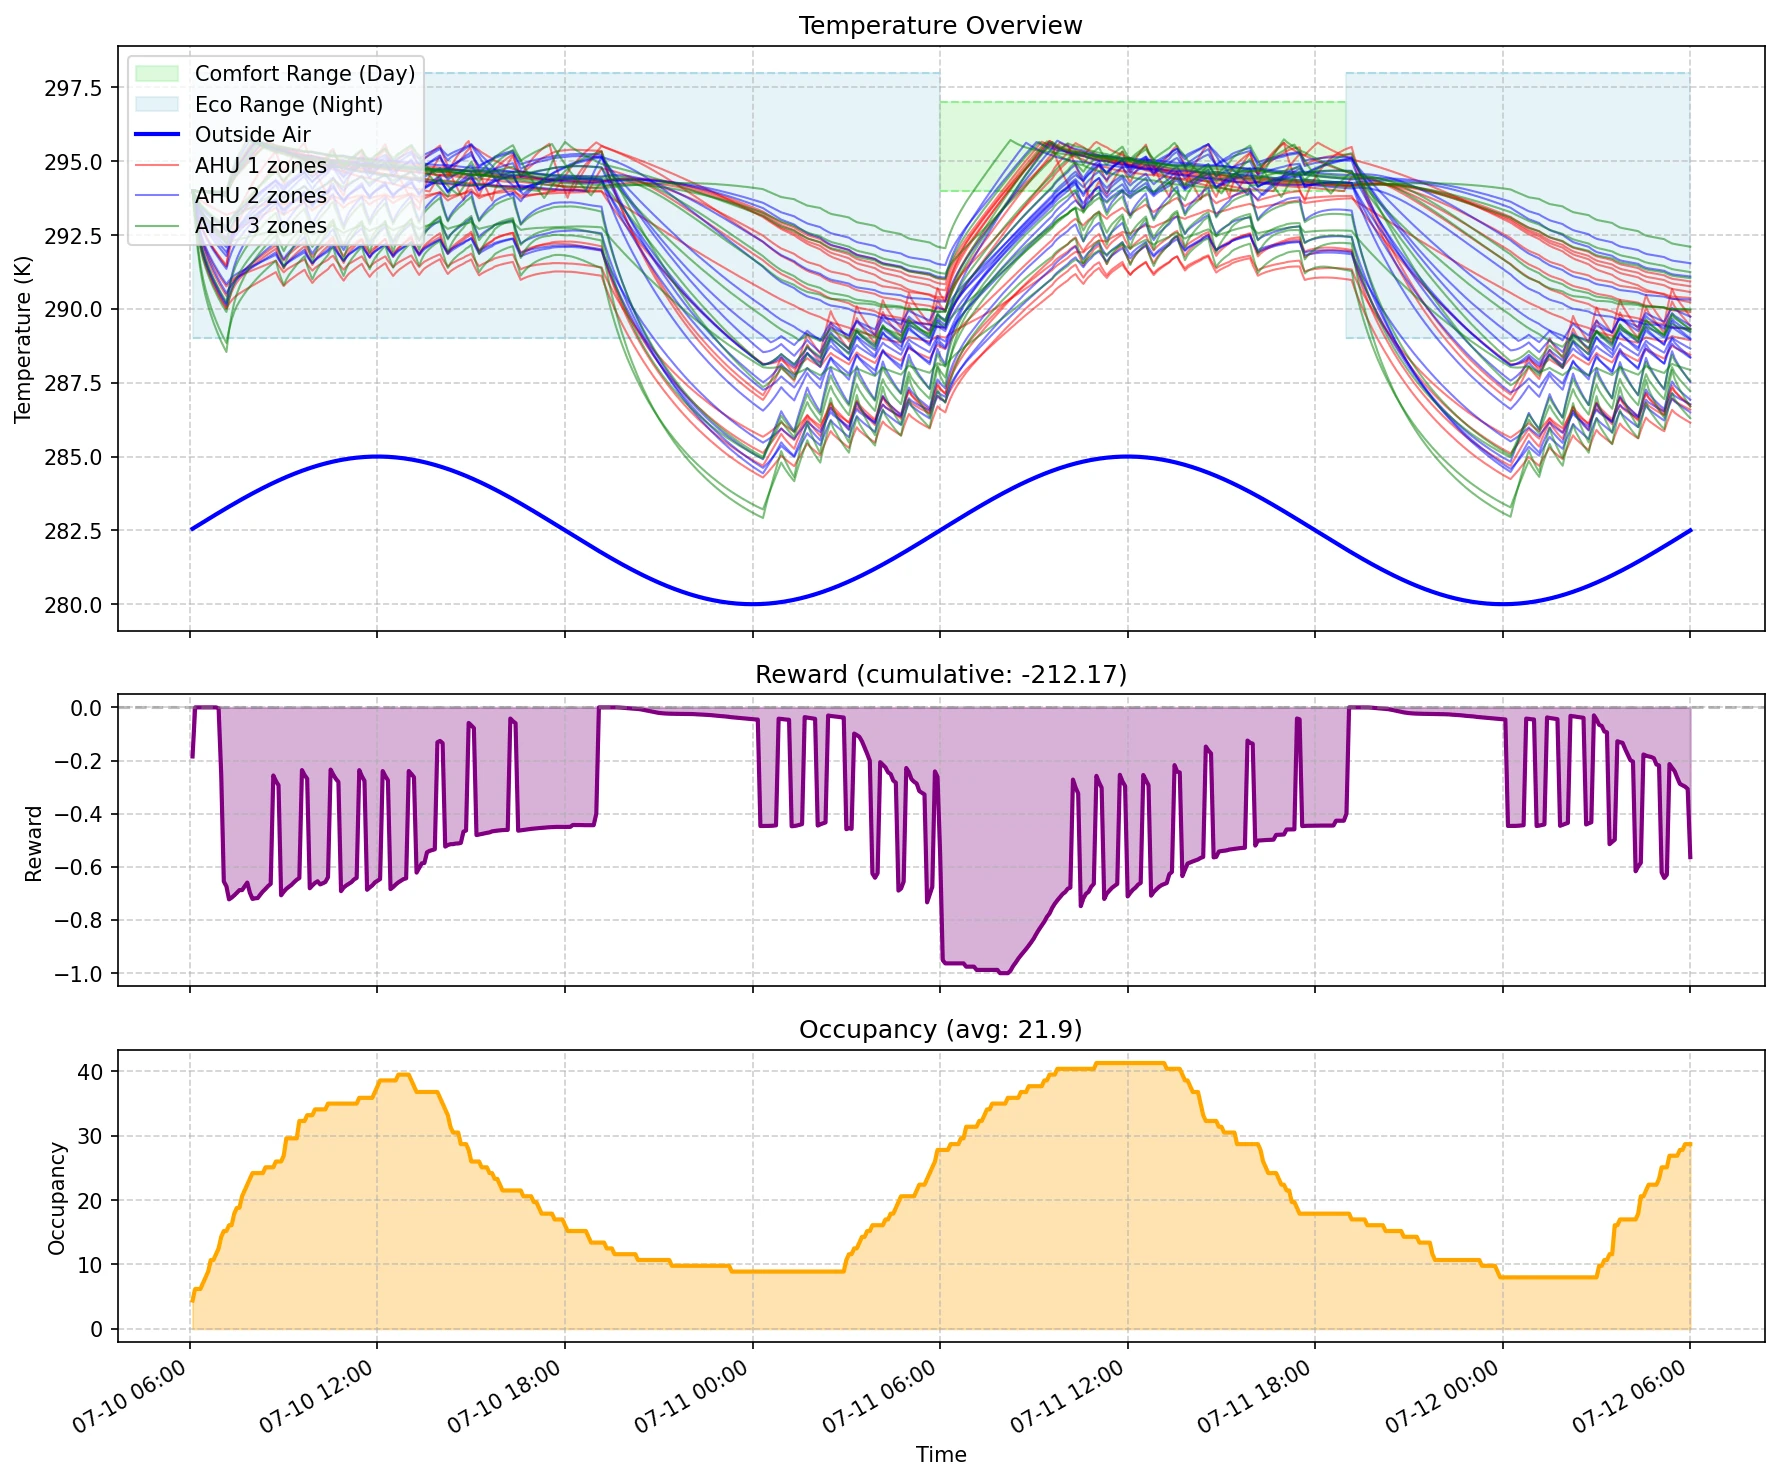 Temperature Overview
Comfort Range (Day)
Eco Range (Night)
Outside Air
AHU 1 zones
AHU 2 zones
AHU 3 zones
Temperature (K)
297.5
295.0
292.5
290.0
287.5
285.0
282.5
280.0
Reward (cumulative: -212.17)
Reward
0.0
−0.2
−0.4
−0.6
−0.8
−1.0
Occupancy (avg: 21.9)
Occupancy
40
30
20
10
0
07-10 06:00
07-10 12:00
07-10 18:00
07-11 00:00
07-11 06:00
07-11 12:00
07-11 18:00
07-12 00:00
07-12 06:00
Time